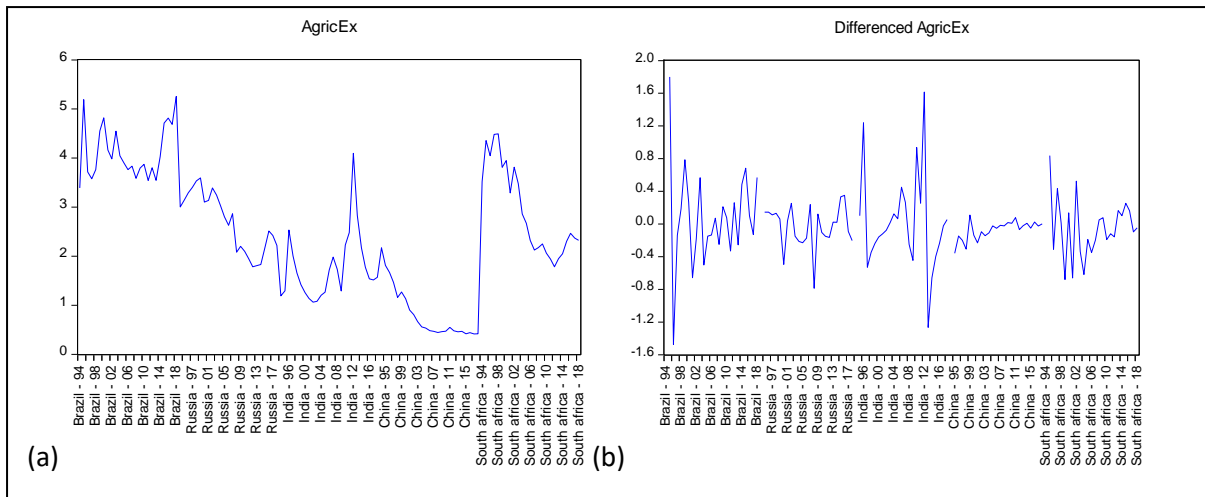 AgricEx
6
5
4
3
2
1
0
Brazil - 94
Brazil - 98
Brazil - 02
Brazil - 06
Brazil - 10
Brazil - 14
Brazil - 18
Russia - 97
Russia - 01
Russia - 05
Russia - 09
Russia - 13
Russia - 17
India - 96
India - 00
India - 04
India - 08
India - 12
India - 16
China - 95
China - 99
China - 03
China - 07
China - 11
China - 15
South africa - 94
South africa - 98
South africa - 02
South africa - 06
South africa - 10
South africa - 14
South africa - 18
(a)
Differenced AgricEx
2.0
1.6
1.2
0.8
0.4
0.0
-0.4
-0.8
-1.2
-1.6
Brazil - 94
Brazil - 98
Brazil - 02
Brazil - 06
Brazil - 10
Brazil - 14
Brazil - 18
Russia - 97
Russia - 01
Russia - 05
Russia - 09
Russia - 13
Russia - 17
India - 96
India - 00
India - 04
India - 08
India - 12
India - 16
China - 95
China - 99
China - 03
China - 07
China - 11
China - 15
South africa - 94
South africa - 98
South africa - 02
South africa - 06
South africa - 10
South africa - 14
South africa - 18
(b)